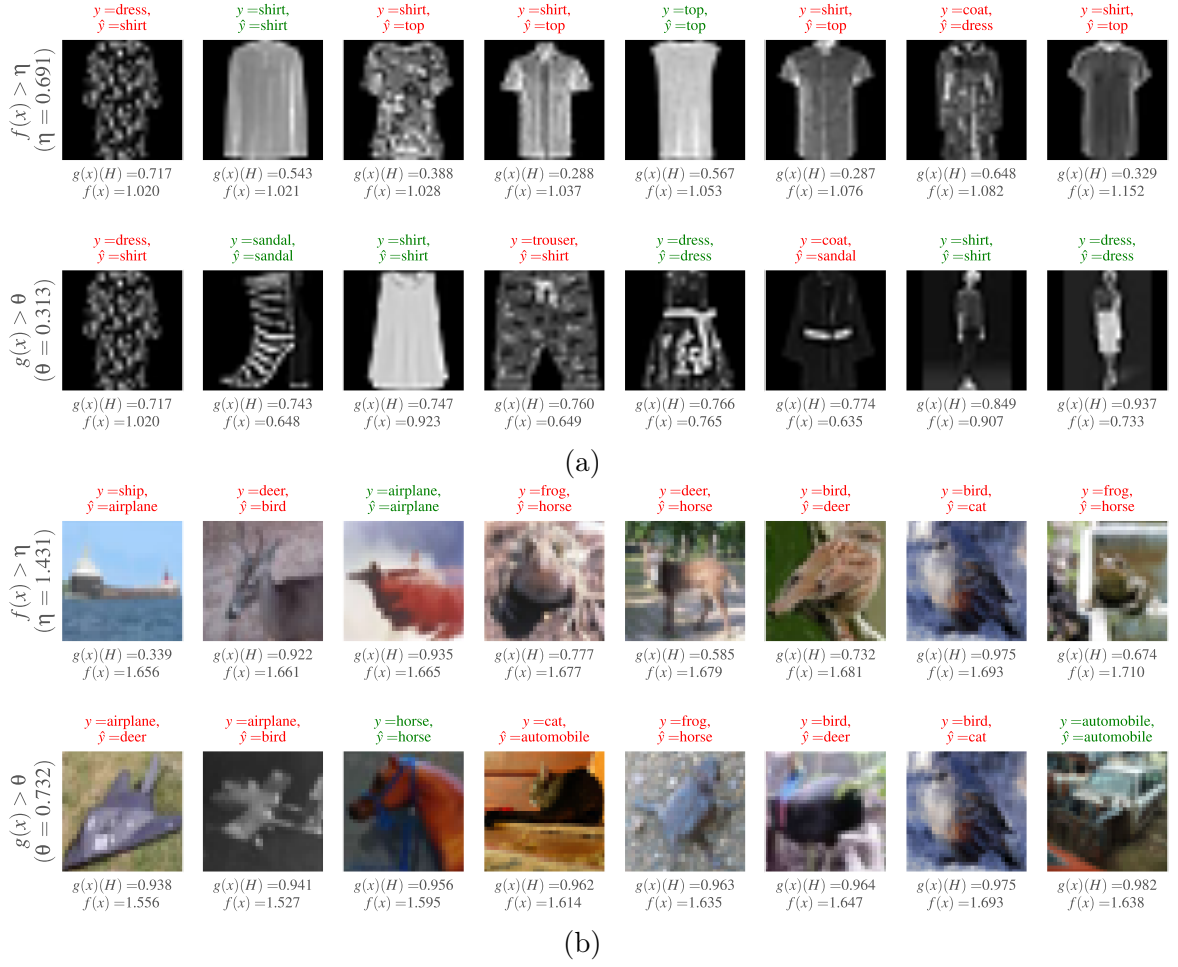 y =dress, y =shirt, y =shirt, y =shirt, y =top, y =shirt, y =coat, y =shirt,
ŷ =shirt ŷ =shirt ŷ =top ŷ =top ŷ =top ŷ =top ŷ =dress ŷ =top
f(x) > η
(η = 0.691)
g(x)(H) =0.717 g(x)(H) =0.543 g(x)(H) =0.388 g(x)(H) =0.288 g(x)(H) =0.567 g(x)(H) =0.287 g(x)(H) =0.648 g(x)(H) =0.329
f(x) =1.020 f(x) =1.021 f(x) =1.028 f(x) =1.037 f(x) =1.053 f(x) =1.076 f(x) =1.082 f(x) =1.152
y =dress, y =sandal, y =shirt, y =trouser, y =dress, y =coat, y =shirt, y =dress,
ŷ =shirt ŷ =sandal ŷ =shirt ŷ =shirt ŷ =dress ŷ =sandal ŷ =shirt ŷ =dress
g(x) > θ
(θ = 0.313)
g(x)(H) =0.717 g(x)(H) =0.743 g(x)(H) =0.747 g(x)(H) =0.760 g(x)(H) =0.766 g(x)(H) =0.774 g(x)(H) =0.849 g(x)(H) =0.937
f(x) =1.020 f(x) =0.648 f(x) =0.923 f(x) =0.649 f(x) =0.765 f(x) =0.635 f(x) =0.907 f(x) =0.733
(a)
y =ship, y =deer, y =airplane, y =frog, y =deer, y =bird, y =bird, y =frog,
ŷ =airplane ŷ =bird ŷ =airplane ŷ =horse ŷ =horse ŷ =deer ŷ =cat ŷ =horse
f(x) > η
(η = 1.431)
g(x)(H) =0.339 g(x)(H) =0.922 g(x)(H) =0.935 g(x)(H) =0.777 g(x)(H) =0.585 g(x)(H) =0.732 g(x)(H) =0.975 g(x)(H) =0.674
f(x) =1.656 f(x) =1.661 f(x) =1.665 f(x) =1.677 f(x) =1.679 f(x) =1.681 f(x) =1.693 f(x) =1.710
y =airplane, y =airplane, y =horse, y =cat, y =frog, y =bird, y =bird, y =automobile,
ŷ =deer ŷ =bird ŷ =horse ŷ =automobile ŷ =horse ŷ =deer ŷ =cat ŷ =automobile
g(x) > θ
(θ = 0.732)
g(x)(H) =0.938 g(x)(H) =0.941 g(x)(H) =0.956 g(x)(H) =0.962 g(x)(H) =0.963 g(x)(H) =0.964 g(x)(H) =0.975 g(x)(H) =0.982
f(x) =1.556 f(x) =1.527 f(x) =1.595 f(x) =1.614 f(x) =1.635 f(x) =1.647 f(x) =1.693 f(x) =1.638
(b)